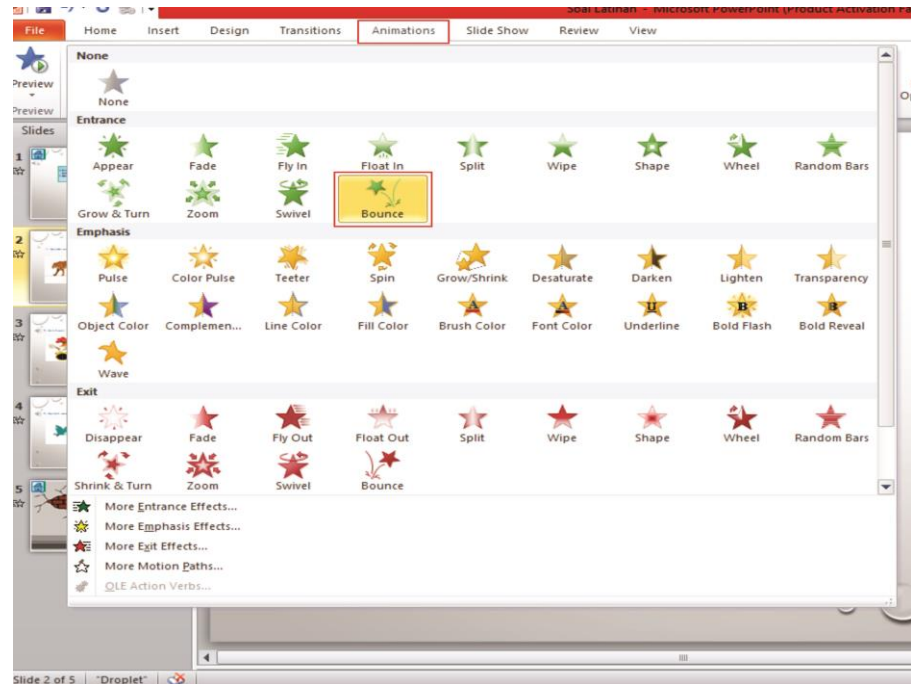 Soal Latihan - Microsoft PowerPoint (Product Activation Fa
File Home Insert Design Transitions Animations Slide Show Review View
Preview
Preview
Slides
1
2
3
4
5
None
None
Entrance
Appear Fade Fly In Float In Split Wipe Shape Wheel Random Bars
Grow & Turn Zoom Swivel Bounce
Emphasis
Pulse Color Pulse Teeter Spin Grow/Shrink Desaturate Darken Lighten Transparency
Object Color Complemen... Line Color Fill Color Brush Color Font Color Underline Bold Flash Bold Reveal
Wave
Exit
Disappear Fade Fly Out Float Out Split Wipe Shape Wheel Random Bars
Shrink & Turn Zoom Swivel Bounce
More Entrance Effects...
More Emphasis Effects...
More Exit Effects...
More Motion Paths...
OLE Action Verbs...
Slide 2 of 5 "Droplet"